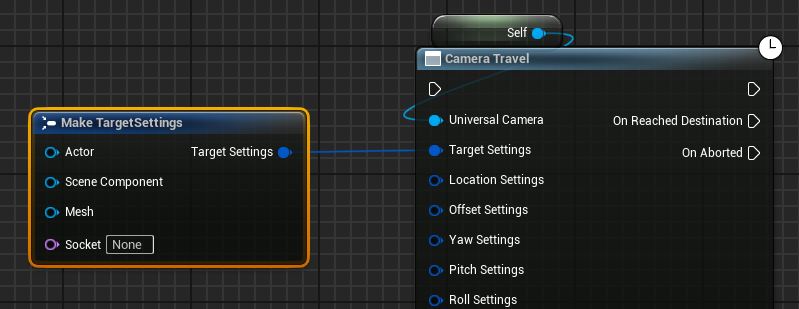 Self
Camera Travel
Make TargetSettings
Universal Camera On Reached Destination
Actor Target Settings
Target Settings On Aborted
Scene Component
Location Settings
Mesh
Offset Settings
Socket None
Yaw Settings
Pitch Settings
Roll Settings